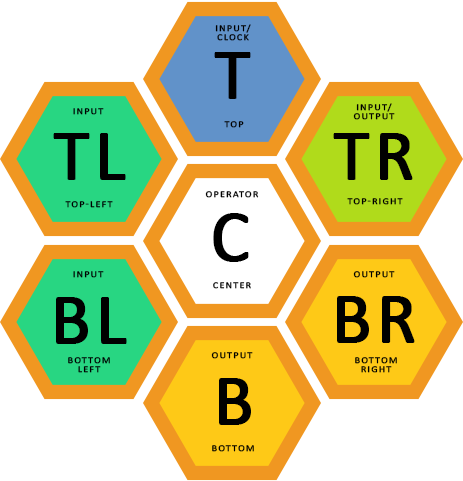 INPUT/
CLOCK
T
TOP
INPUT
TL
TOP-LEFT
INPUT/
OUTPUT
TR
TOP-RIGHT
OPERATOR
C
CENTER
INPUT
BL
BOTTOM
LEFT
OUTPUT
BR
BOTTOM
RIGHT
OUTPUT
B
BOTTOM